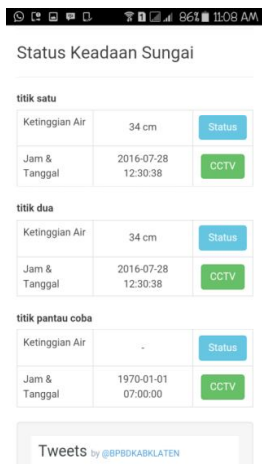 86% 11:08 AM
Status Keadaan Sungai
titik satu
Ketinggian Air 34 cm Status
Jam & 2016-07-28 CCTV
Tanggal 12:30:38
titik dua
Ketinggian Air 34 cm Status
Jam & 2016-07-28 CCTV
Tanggal 12:30:38
titik pantau coba
Ketinggian Air - Status
Jam & 1970-01-01 CCTV
Tanggal 07:00:00
Tweets by @BPBDKABKLATEN